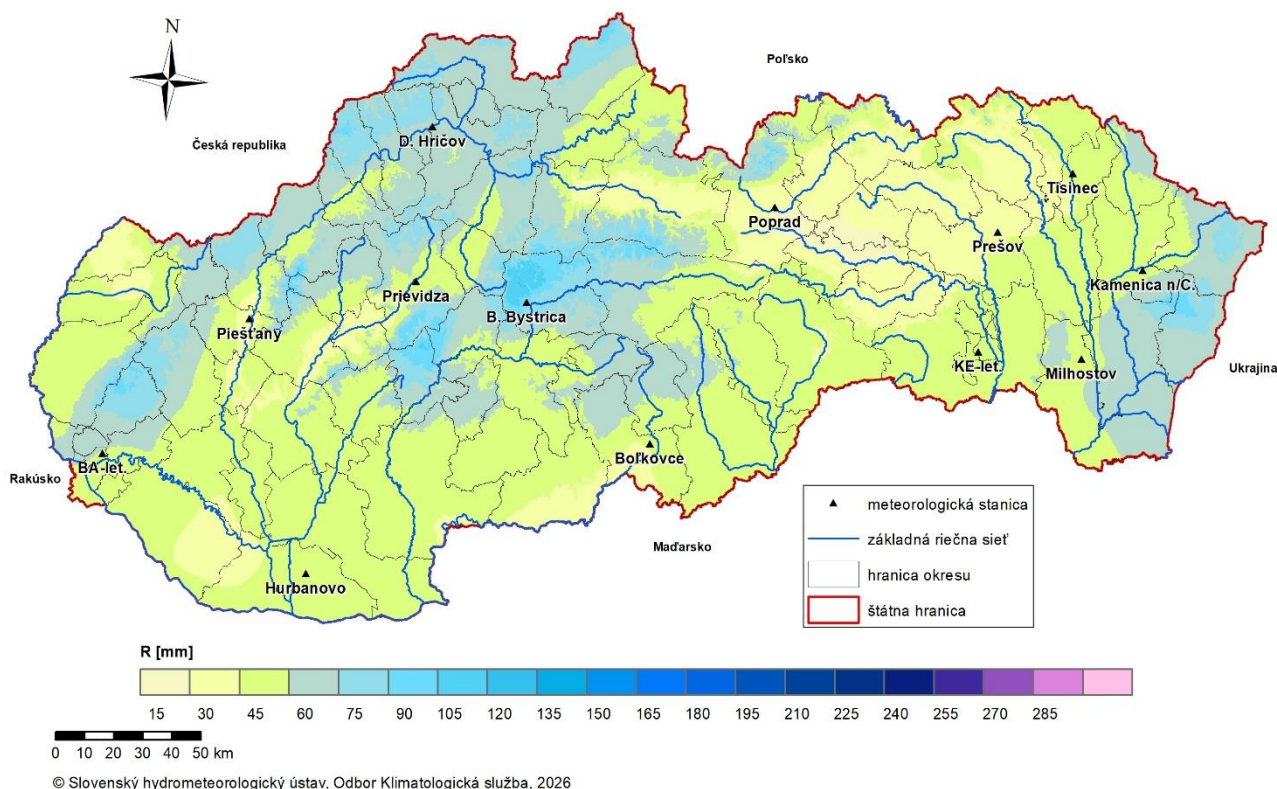 N
Poľsko
Česká republika
D. Hričov
Tisinec
Poprad
Prešov
Kamenica n/C.
Prievidza
B. Bystrica
Piešťany
KE-let.
Milhostov
Ukrajina
BA-let.
Boľkovce
Rakúsko
Maďarsko
Hurbanovo
meteorologická stanica
základná riečna sieť
hranica okresu
štátna hranica
R [mm]
15 30 45 60 75 90 105 120 135 150 165 180 195 210 225 240 255 270 285
0 10 20 30 40 50 km
© Slovenský hydrometeorologický ústav, Odbor Klimatologická služba, 2026